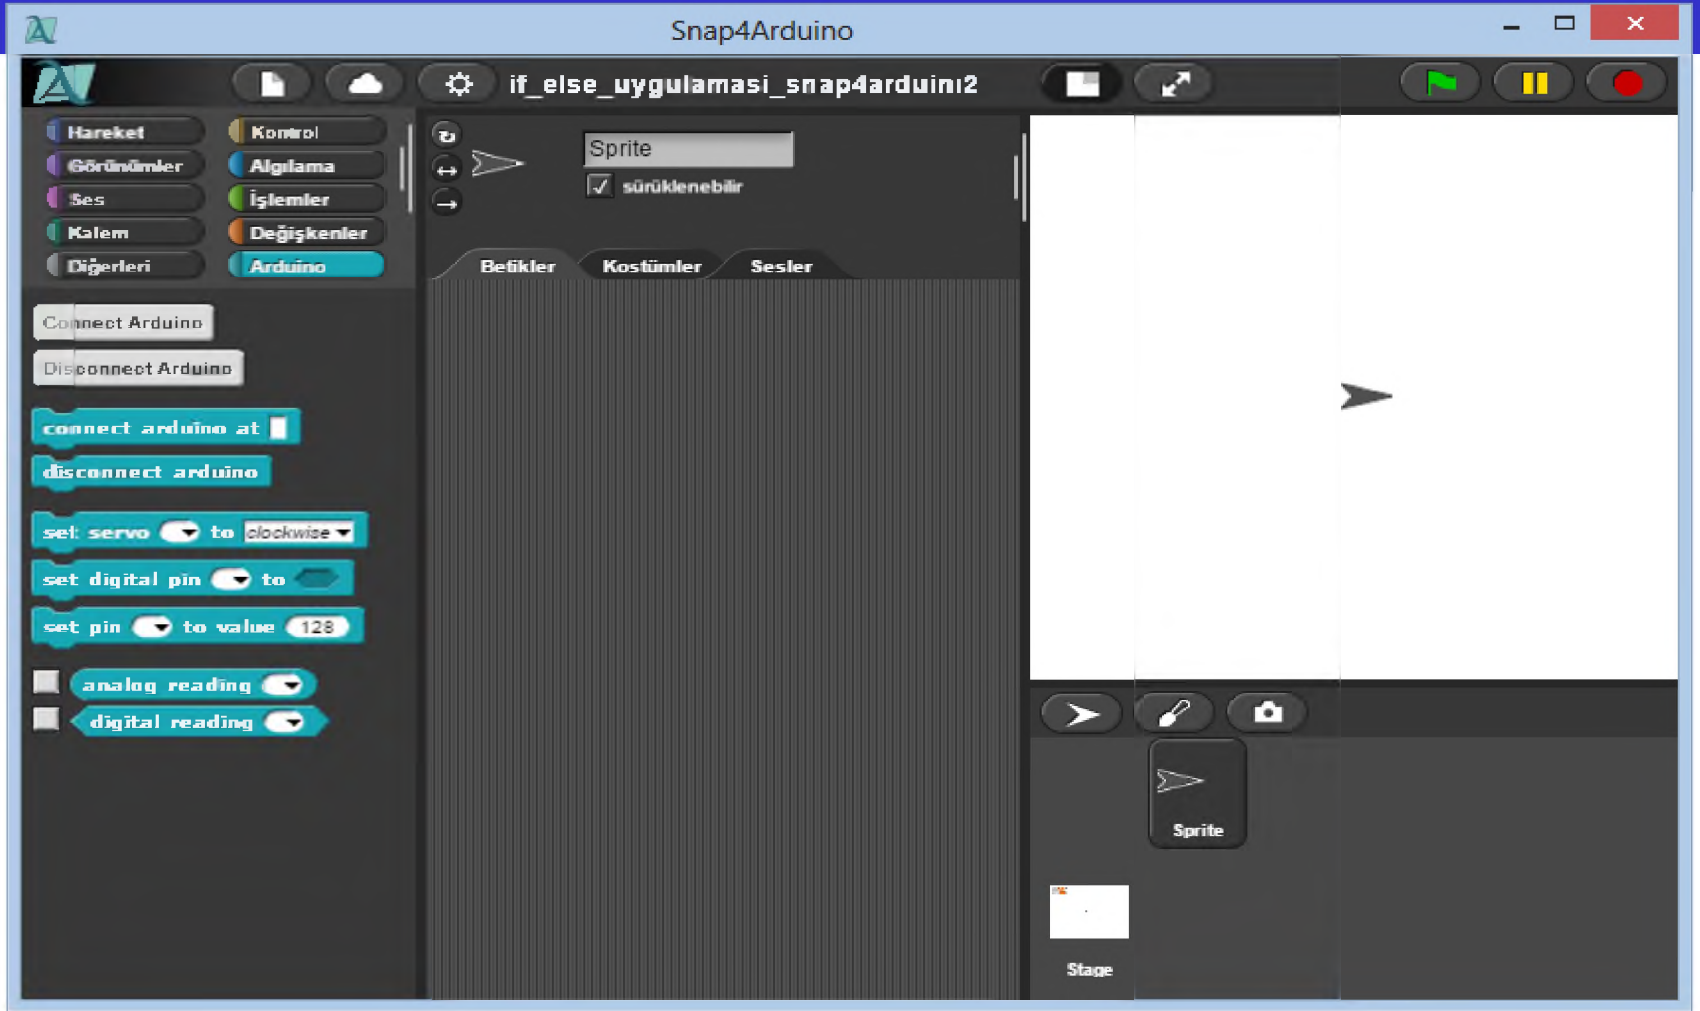 Snap4Arduino
if_else_uygulamasi_snap4arduinı2
Hareket
Kontrol
Görünümler
Algılama
Ses
İşlemler
Kalem
Değişkenler
Diğerleri
Arduino
Connect Arduino
Disconnect Arduino
connect arduino at
disconnect arduino
set servo to clockwise
set digital pin to
set pin to value 128
analog reading
digital reading
Sprite
sürüklenebilir
Betikler
Kostümler
Sesler
Sprite
Stage